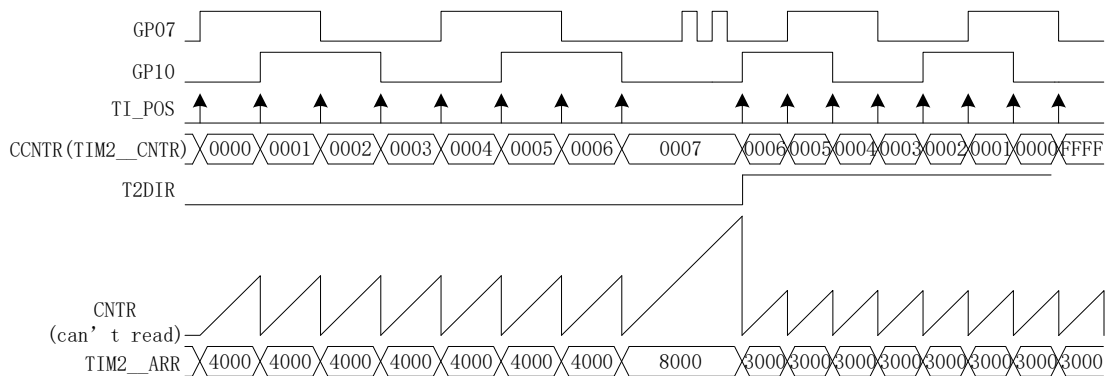 GP07
GP10
TI_POS
CCNTR(TIM2__CNTR) 0000 0001 0002 0003 0004 0005 0006 0007 0006 0005 0004 0003 0002 0001 0000 FFFF
T2DIR
CNTR
(can't read)
TIM2__ARR 4000 4000 4000 4000 4000 4000 4000 8000 3000 3000 3000 3000 3000 3000 3000 3000